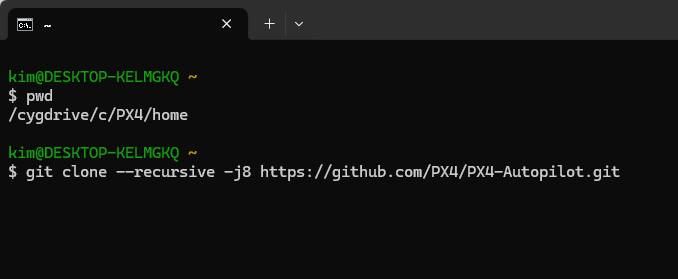 ~
kim@DESKTOP-KELMGKQ ~
$ pwd
/cygdrive/c/PX4/home
kim@DESKTOP-KELMGKQ ~
$ git clone --recursive -j8 https://github.com/PX4/PX4-Autopilot.git